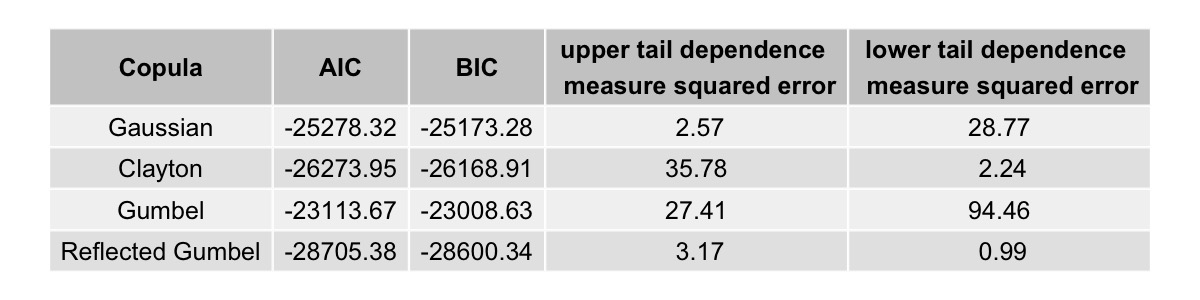 Copula AIC BIC upper tail dependence measure squared error lower tail dependence measure squared error
Gaussian -25278.32 -25173.28 2.57 28.77
Clayton -26273.95 -26168.91 35.78 2.24
Gumbel -23113.67 -23008.63 27.41 94.46
Reflected Gumbel -28705.38 -28600.34 3.17 0.99